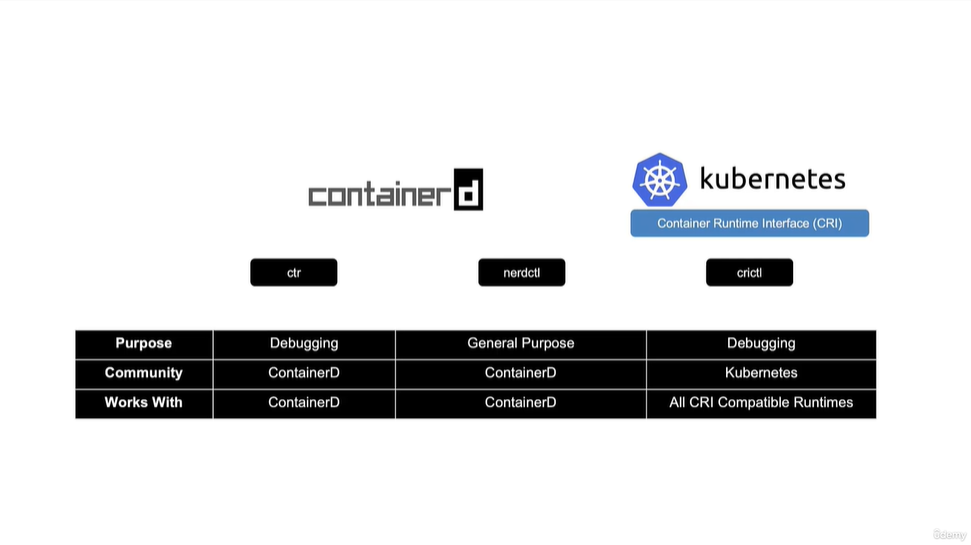 containerd
kubernetes
Container Runtime Interface (CRI)
ctr nerdctl crictl
Purpose Debugging General Purpose Debugging
Community ContainerD ContainerD Kubernetes
Works With ContainerD ContainerD All CRI Compatible Runtimes
ûdemy